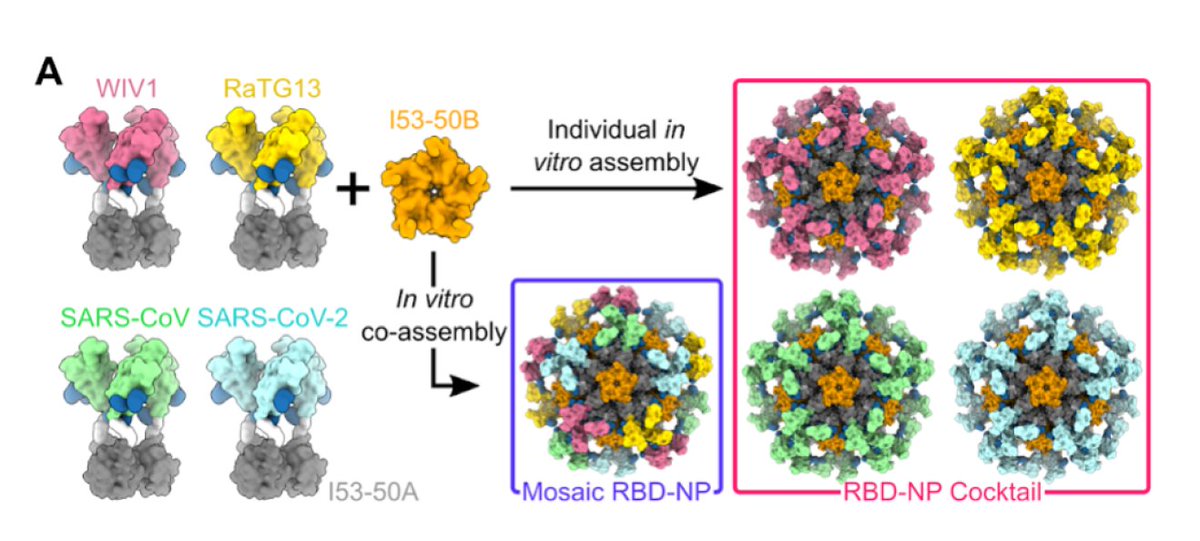 A
WIV1
RaTG13
I53-50B
+
Individual in
vitro assembly
SARS-CoV
SARS-CoV-2
In vitro
co-assembly
I53-50A
Mosaic RBD-NP
RBD-NP Cocktail